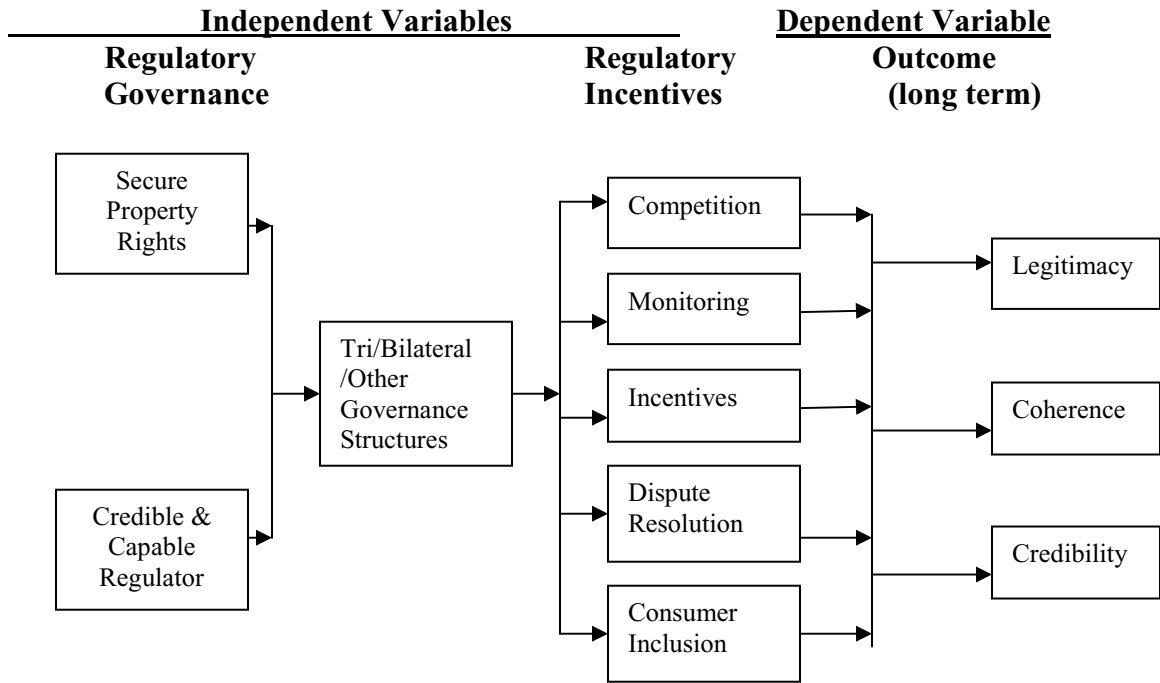 Independent Variables
Dependent Variable
Regulatory
Governance
Regulatory
Incentives
Outcome
(long term)
Secure
Property
Rights
Credible &
Capable
Regulator
Tri/Bilateral
/Other
Governance
Structures
Competition
Monitoring
Incentives
Dispute
Resolution
Consumer
Inclusion
Legitimacy
Coherence
Credibility